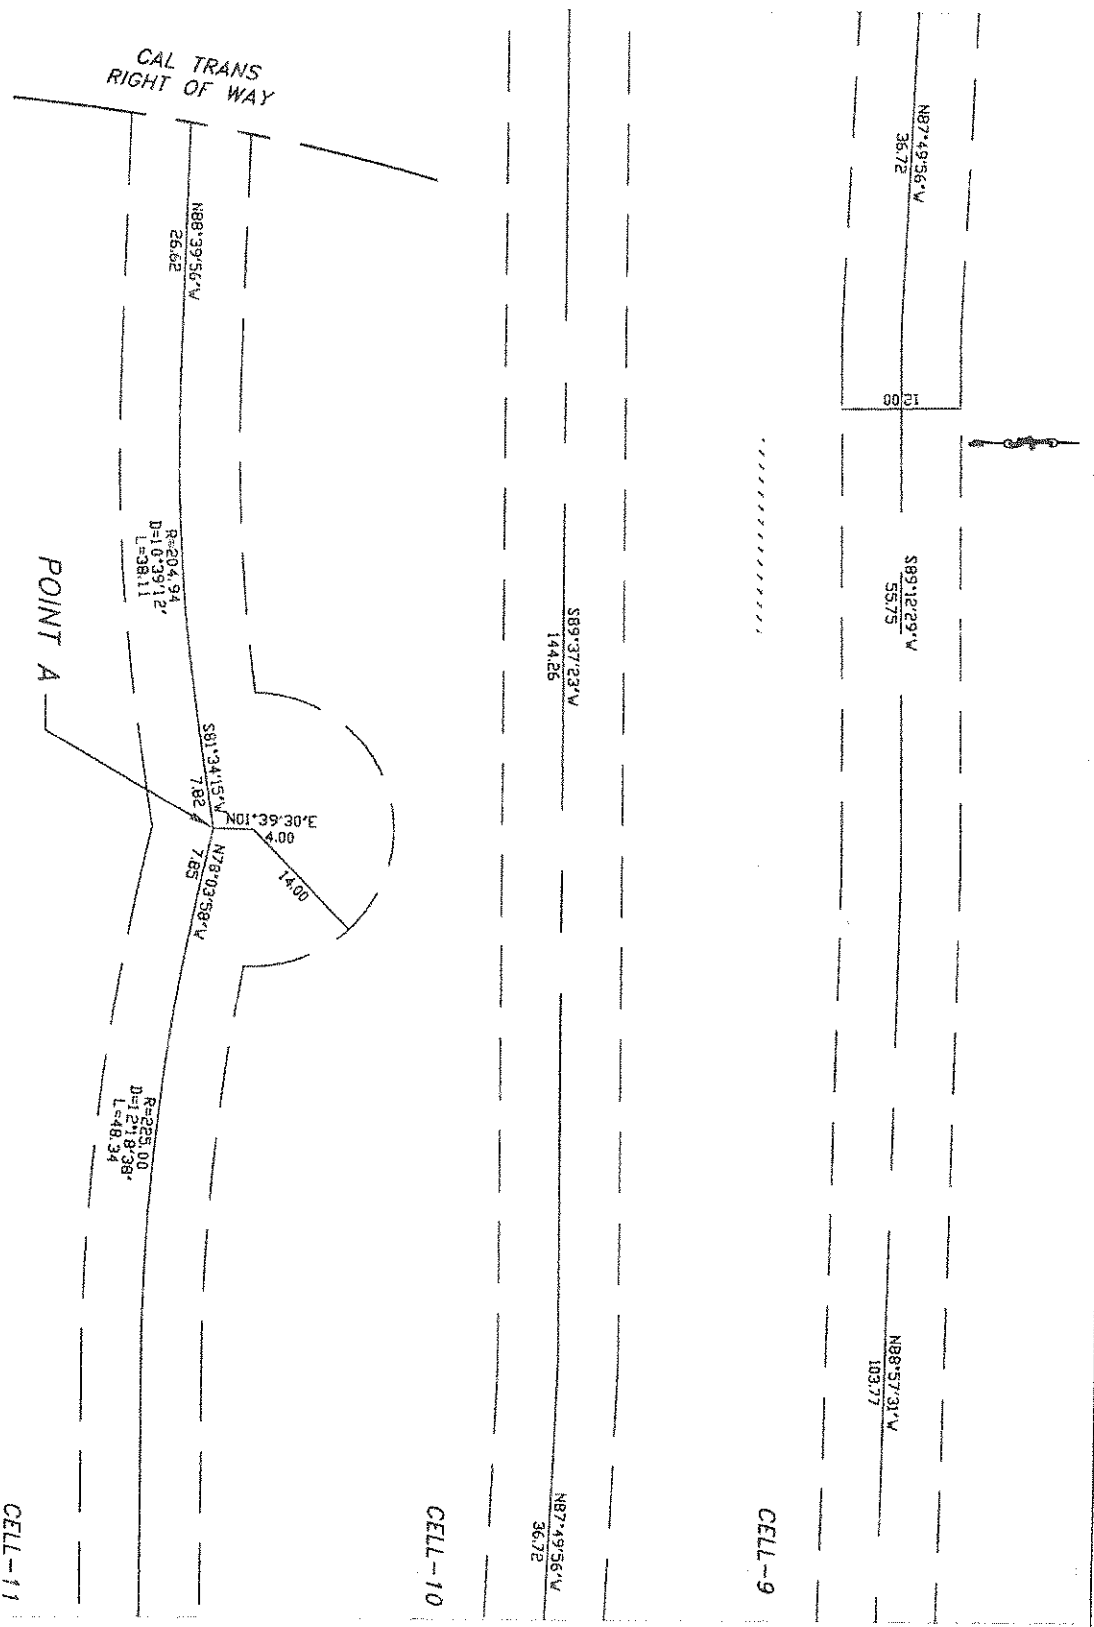 CAL TRANS
RIGHT OF WAY
N88°39'56"W
26.62
R=204.94
D=10°39'12"
L=38.11
POINT A
S81°34'15"W
7.82
N01°39'30"E
4.00
14.00
N78°03'58"W
7.85
R=225.00
D=12°18'38"
L=48.34
CELL-11
S89°37'23"W
144.26
N87°49'56"W
36.72
CELL-10
N87°49'56"W
36.72
12.00
S89°12'29"W
55.75
N88°57'31"W
103.77
CELL-9